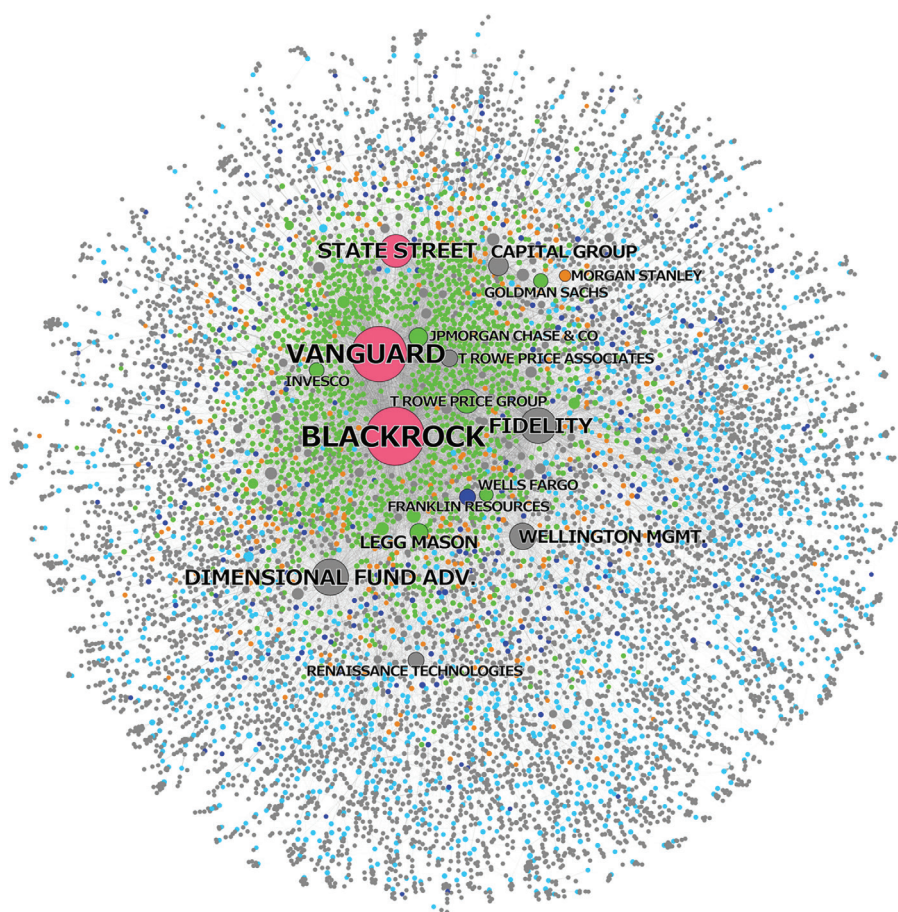 STATE STREET
CAPITAL GROUP
MORGAN STANLEY
GOLDMAN SACHS
JPMORGAN CHASE & CO
VANGUARD
T ROWE PRICE ASSOCIATES
INVESCO
T ROWE PRICE GROUP
FIDELITY
BLACKROCK
WELLS FARGO
FRANKLIN RESOURCES
LEGG MASON
WELLINGTON MGMT.
DIMENSIONAL FUND ADV.
RENAISSANCE TECHNOLOGIES